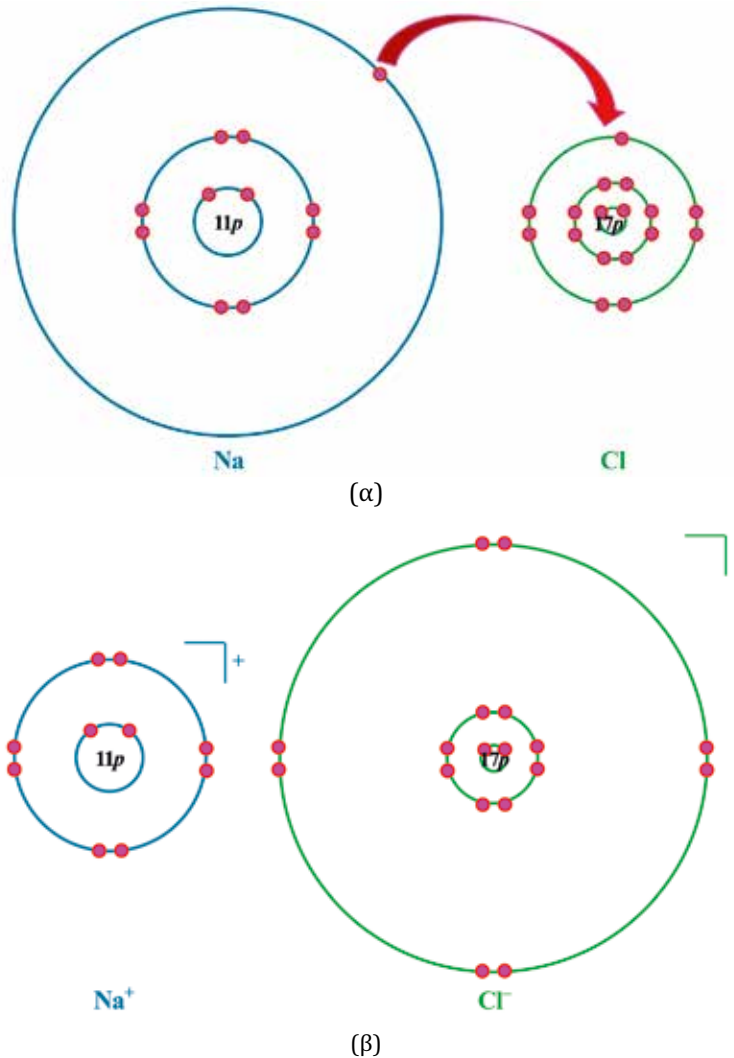 11p 17p
Na Cl
(α)
+
11p 17p
Na⁺ Cl⁻
(β)